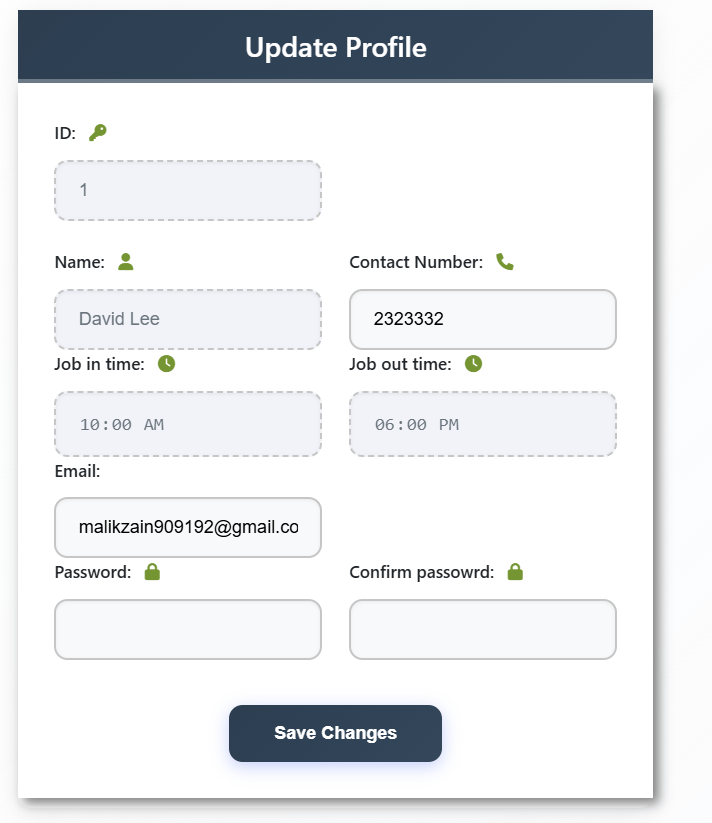 Update Profile
ID:
1
Name:
Contact Number:
David Lee
2323332
Job in time:
Job out time:
10:00 AM
06:00 PM
Email:
malikzain909192@gmail.co
Password:
Confirm passowrd:
Save Changes